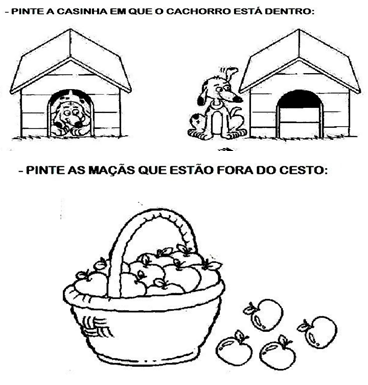 - PINTE A CASINHA EM QUE O CACHORRO ESTÁ DENTRO:
- PINTE AS MAÇÃS QUE ESTÃO FORA DO CESTO: